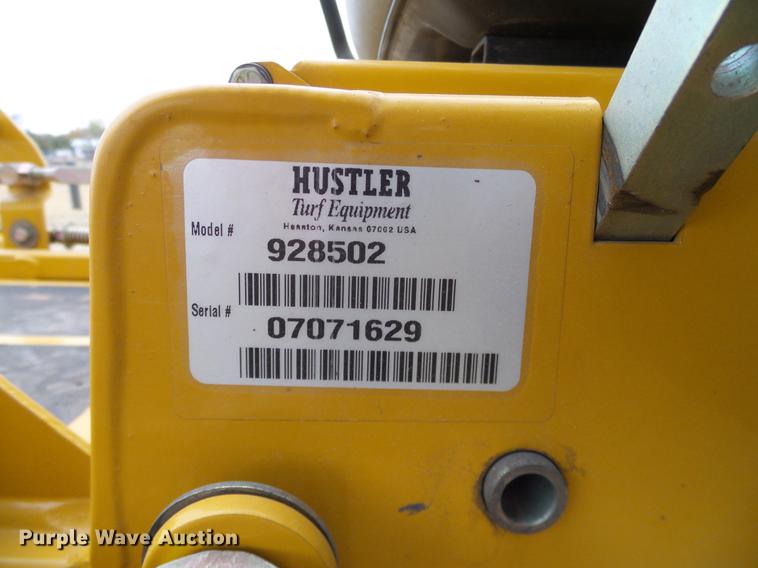 HUSTLER
Turf Equipment
Hesston, Kansas 67062 USA
Model #
928502
Serial #
07071629
Purple Wave Auction